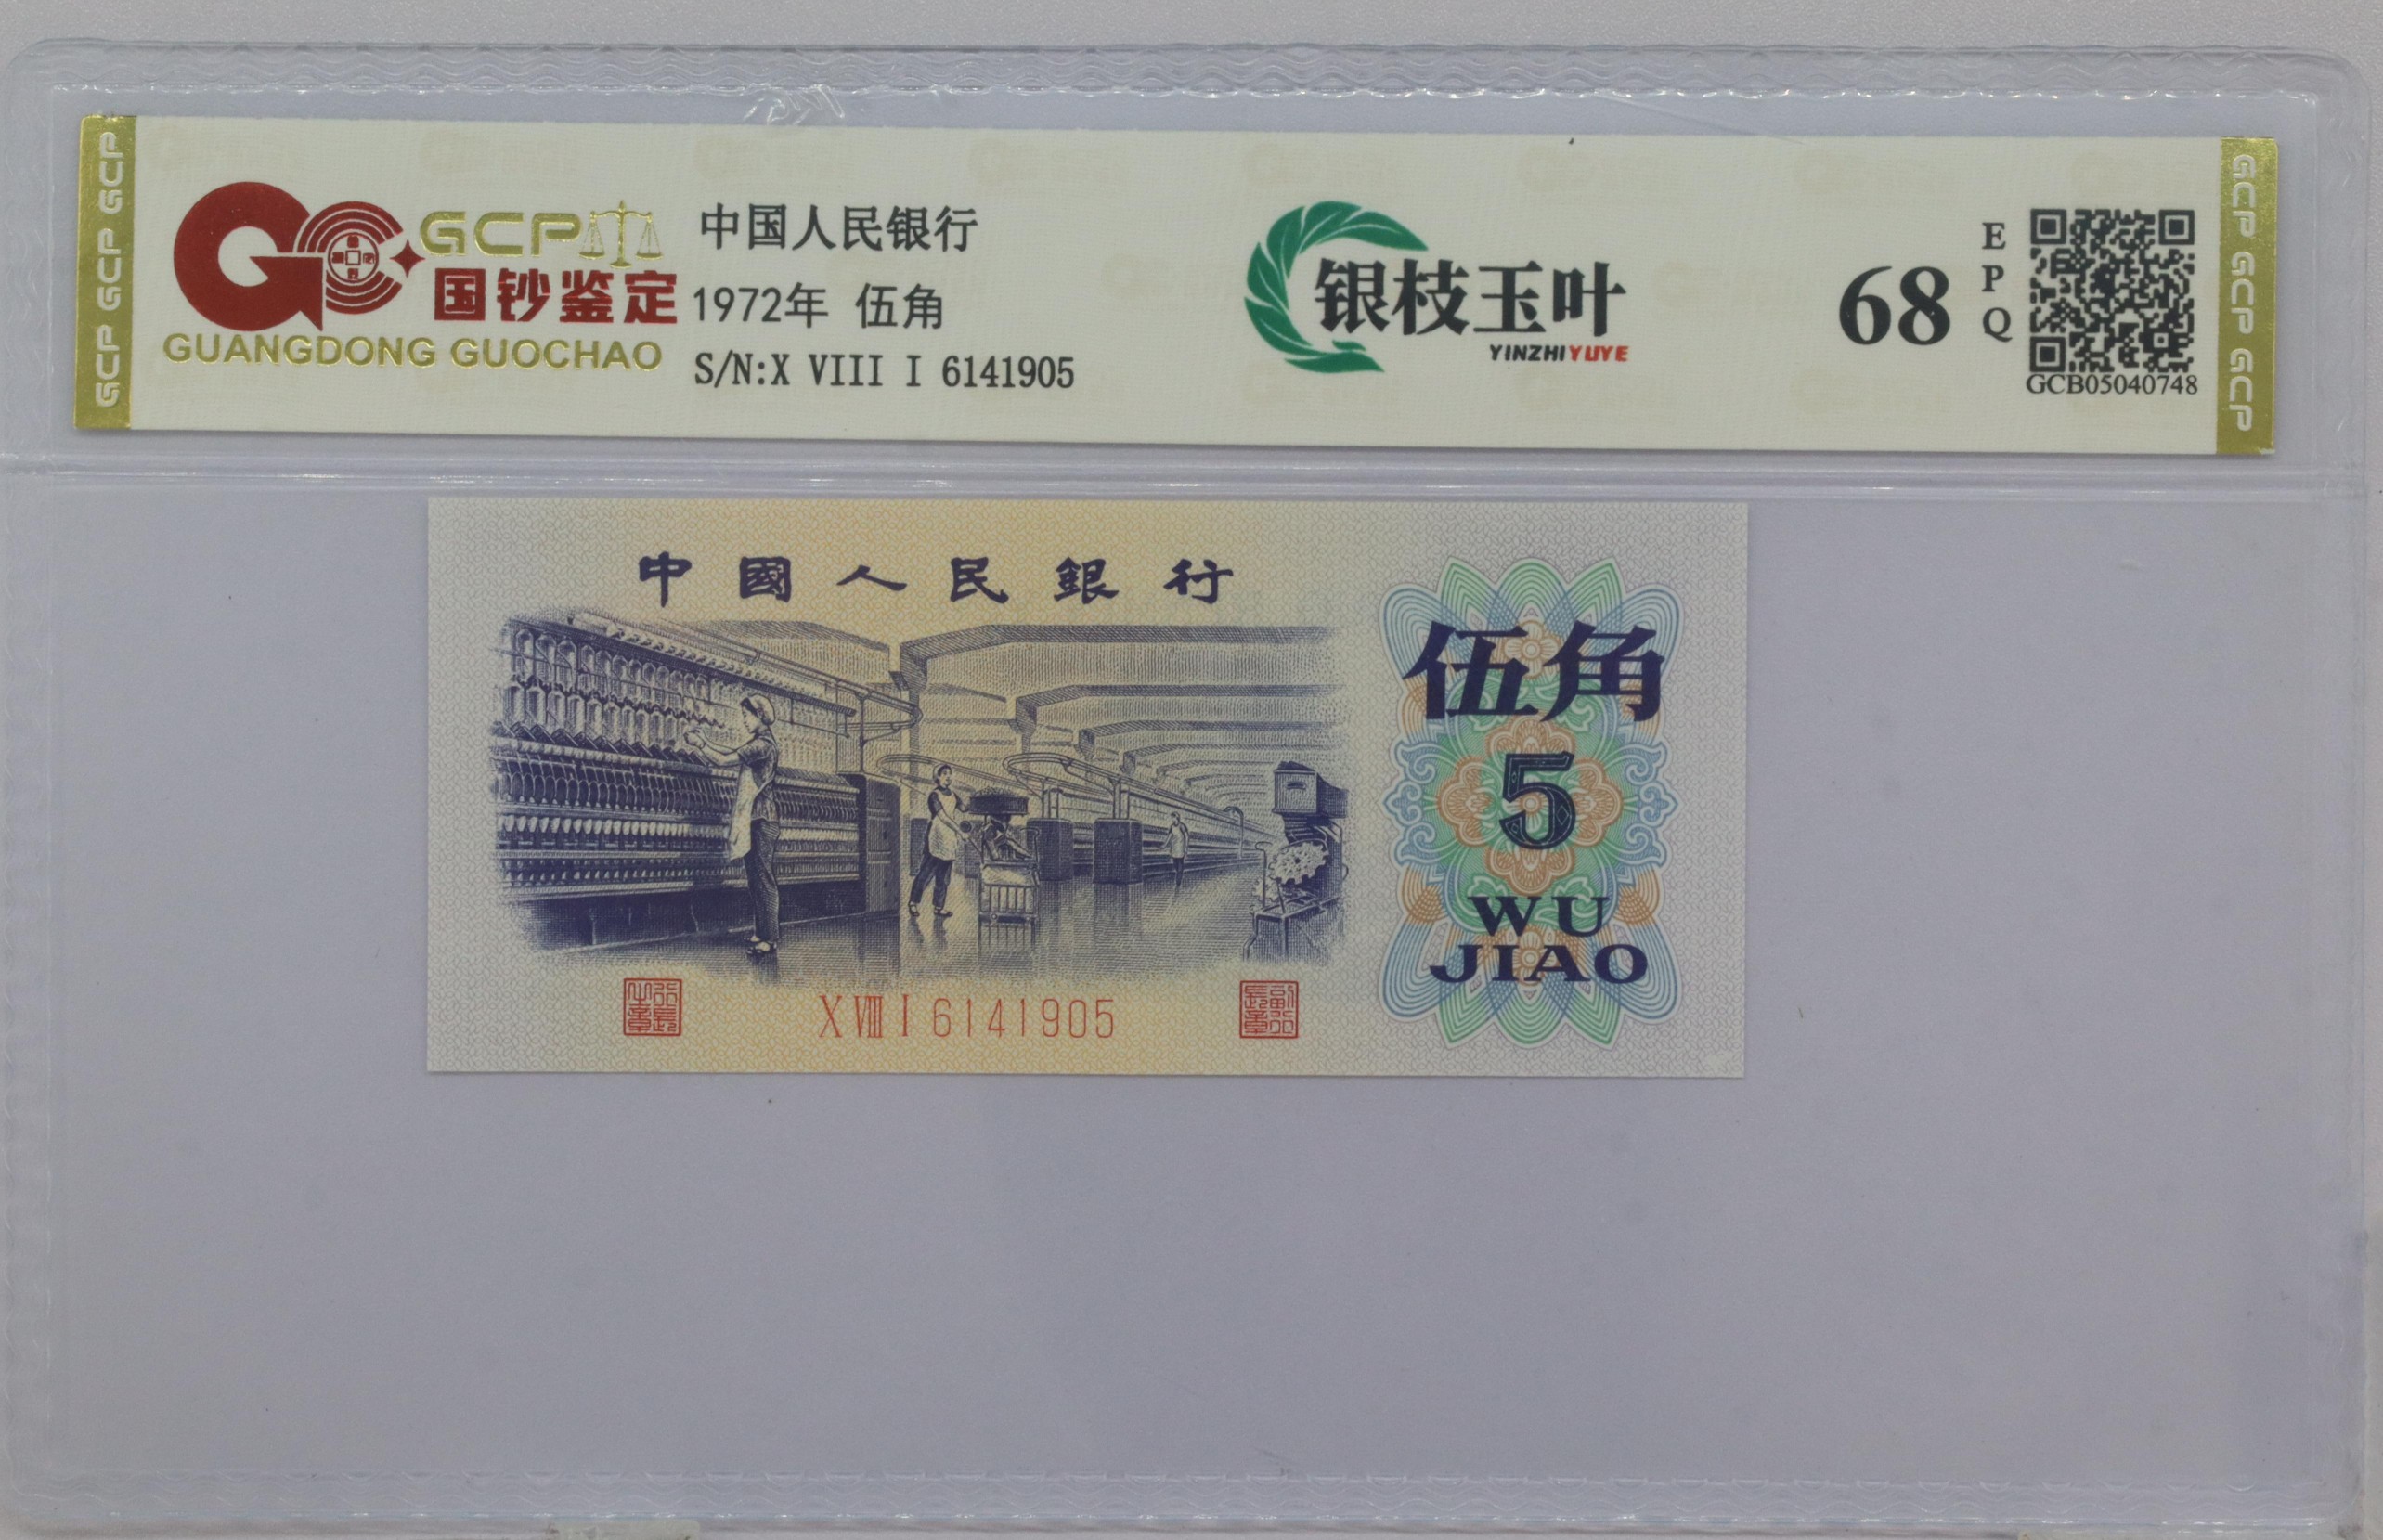 GCP GCP GCP
GCP
国钞鉴定
GUANGDONG GUOCHAO
中国人民银行
1972年 伍角
S/N:X VIII I 6141905
银枝玉叶
YINZHIYUYE
68
EPQ
GCB05040748
GCP GCP GCP
中國人民銀行
伍角
5
WU
JIAO
X VIII I 6141905